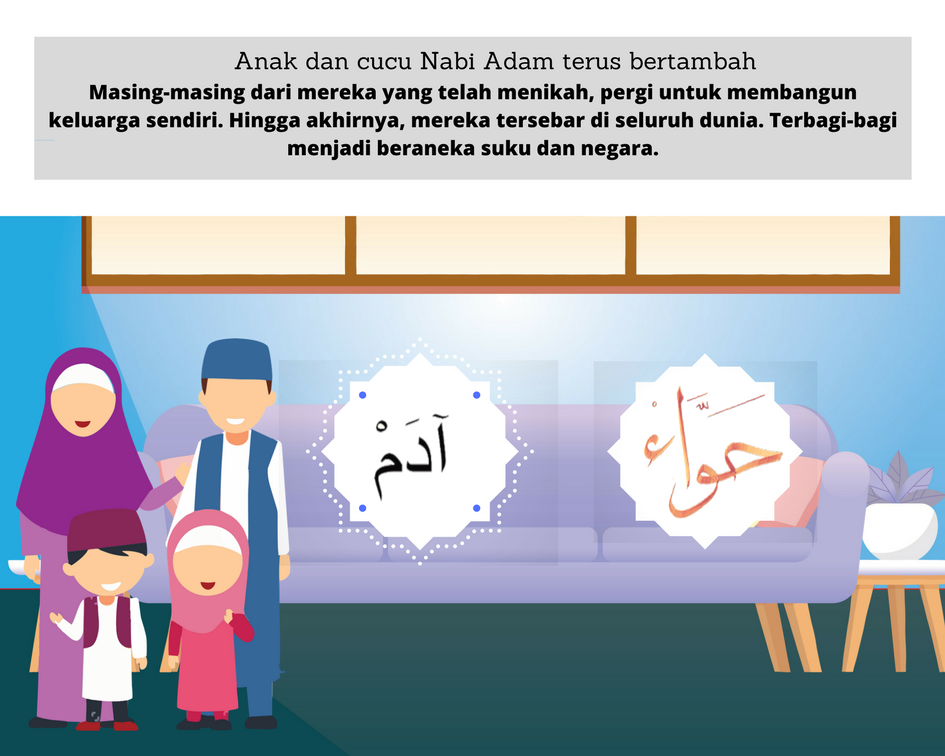 Anak dan cucu Nabi Adam terus bertambah
Masing-masing dari mereka yang telah menikah, pergi untuk membangun
keluarga sendiri. Hingga akhirnya, mereka tersebar di seluruh dunia. Terbagi-bagi
menjadi beraneka suku dan negara.
آدَمْ
حَوَّاءْ